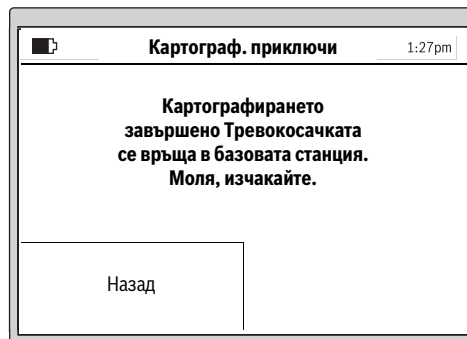 Картограф. приключи 1:27pm
Картографирането
завършено Тревокосачката
се връща в базовата станция.
Моля, изчакайте.
Назад